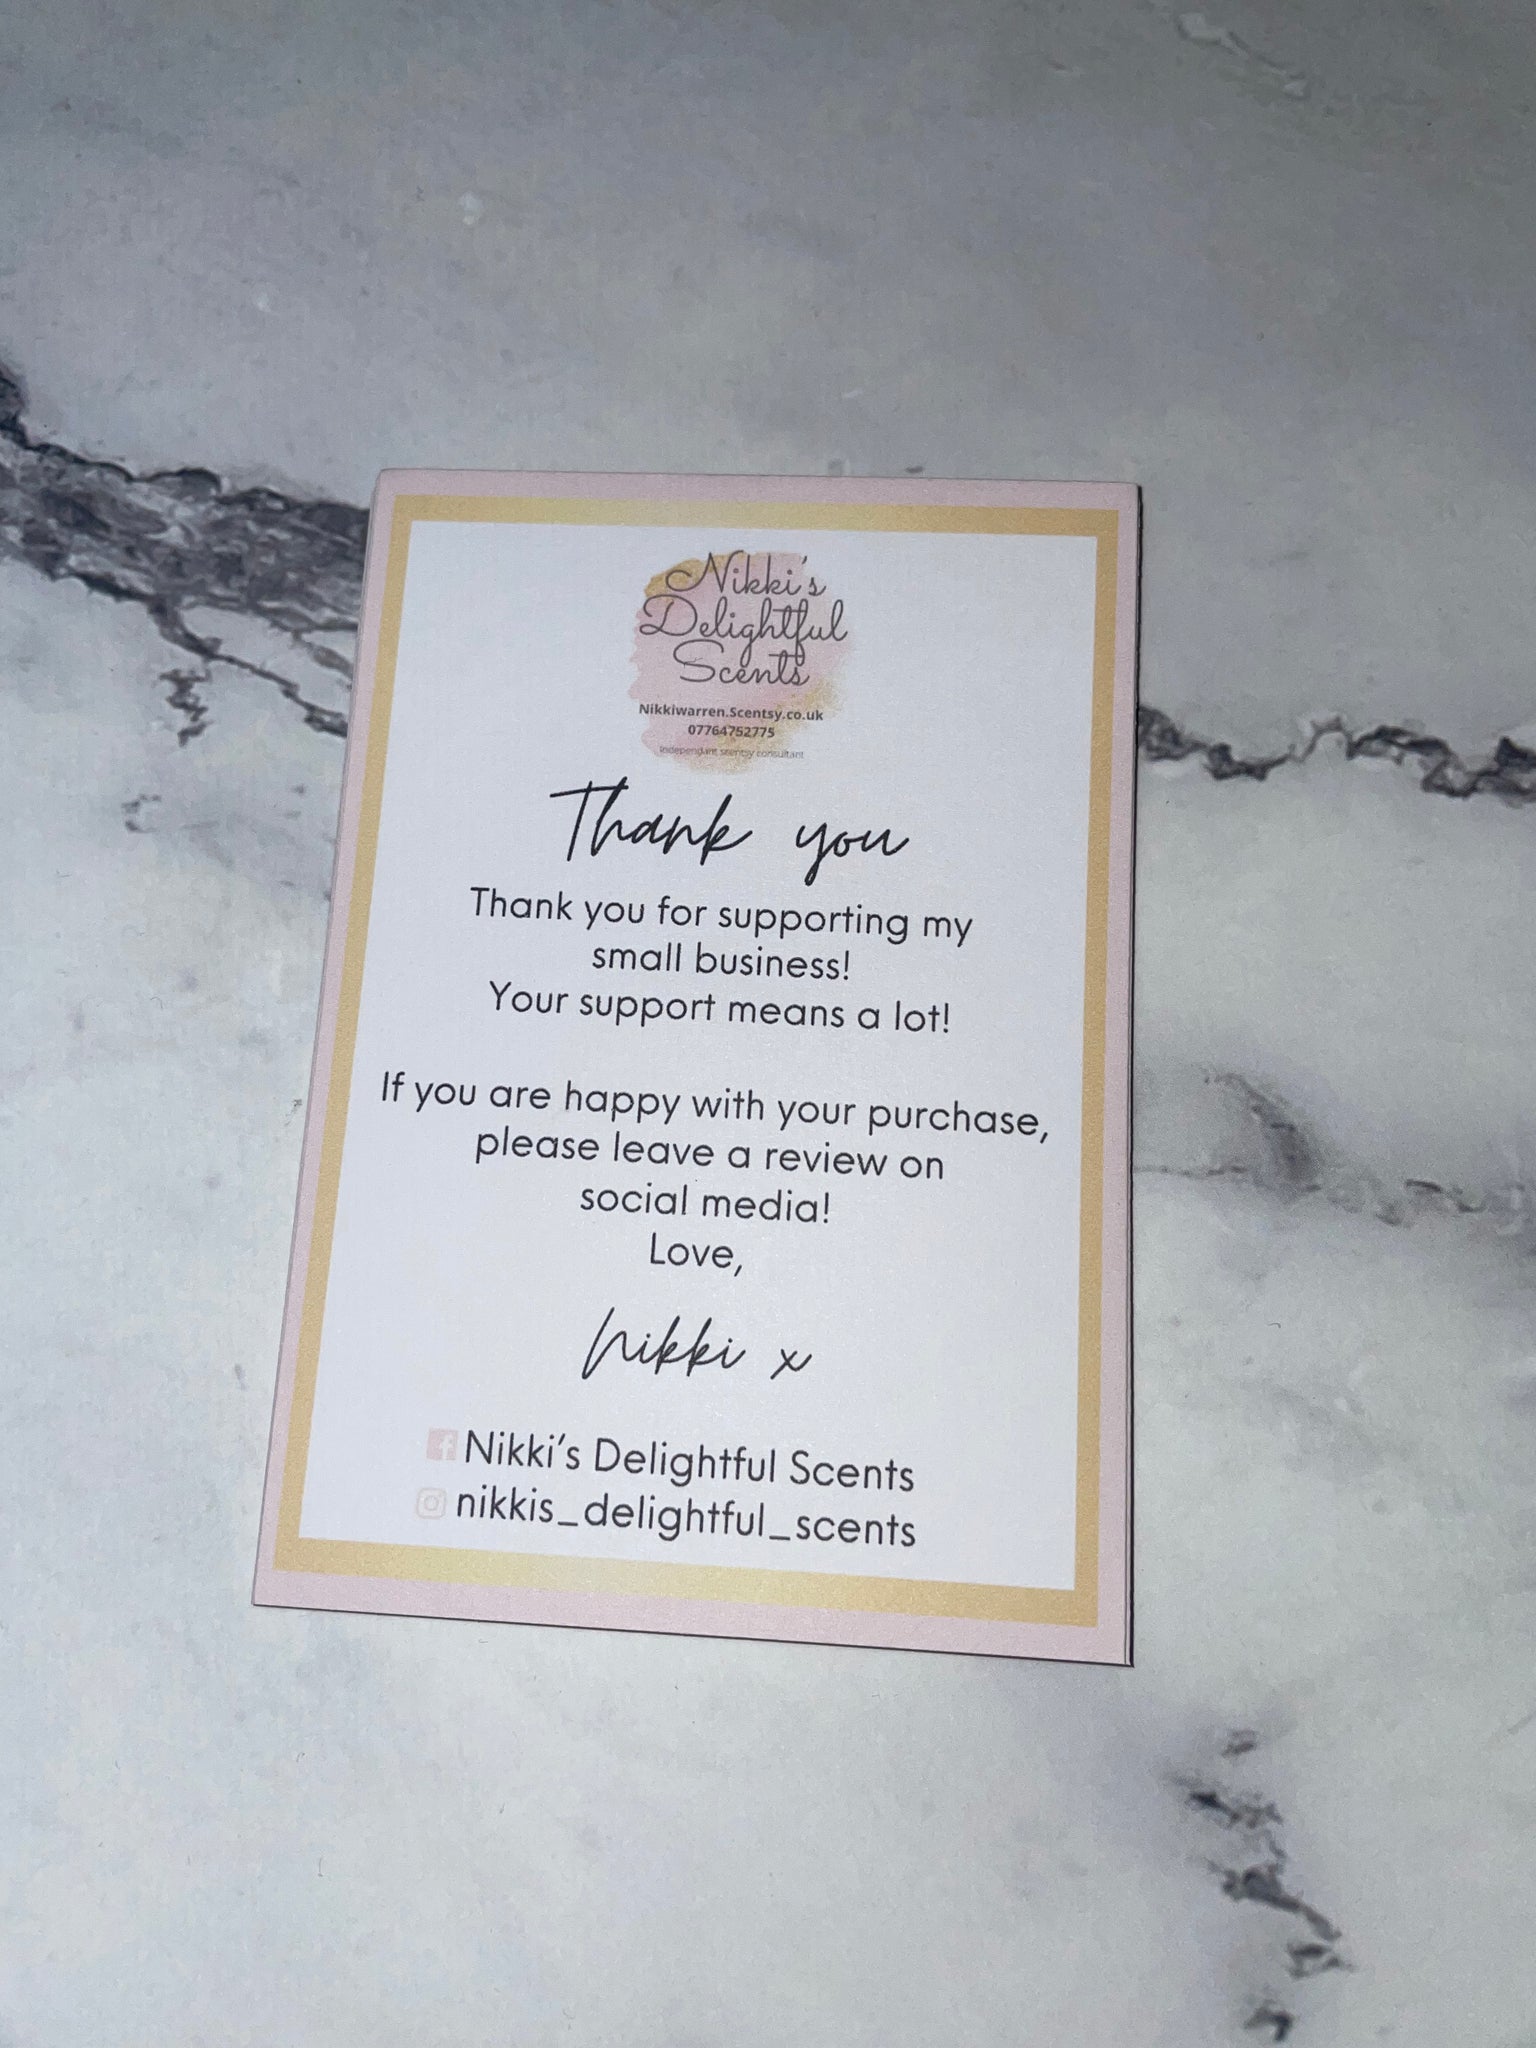 Nikki's
Delightful
Scents
Nikkiwarren.Scentsy.co.uk
07764752775
Independant scentsy consultant
Thank you
Thank you for supporting my
small business!
Your support means a lot!
If you are happy with your purchase,
please leave a review on
social media!
Love,
Nikki x
Nikki's Delightful Scents
nikkis_delightful_scents